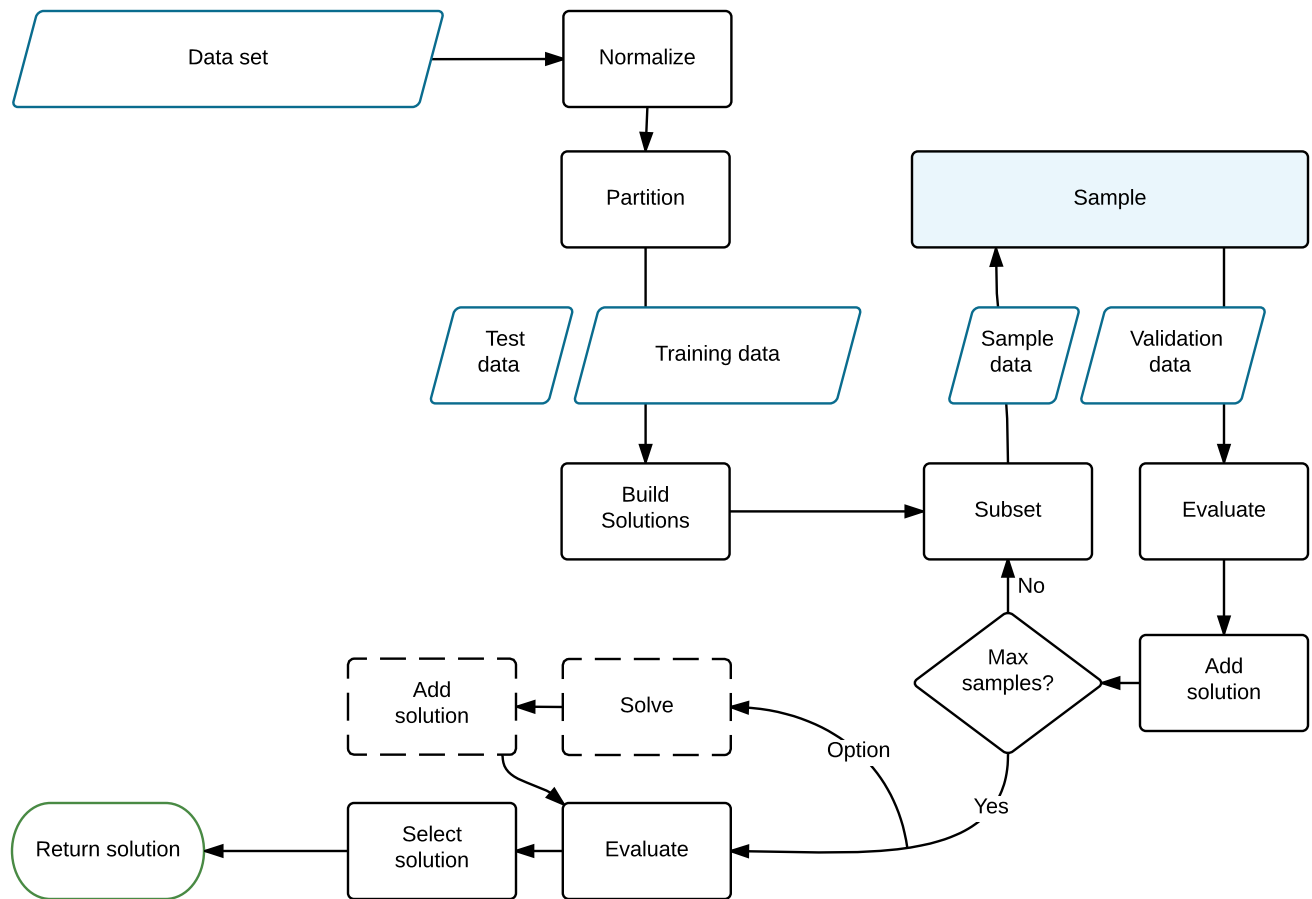 Data set
Normalize
Partition
Sample
Test
data
Training data
Sample
data
Validation
data
Build
Solutions
Subset
Evaluate
No
Max
samples?
Add
solution
Add
solution
Solve
Option
Yes
Return solution
Select
solution
Evaluate